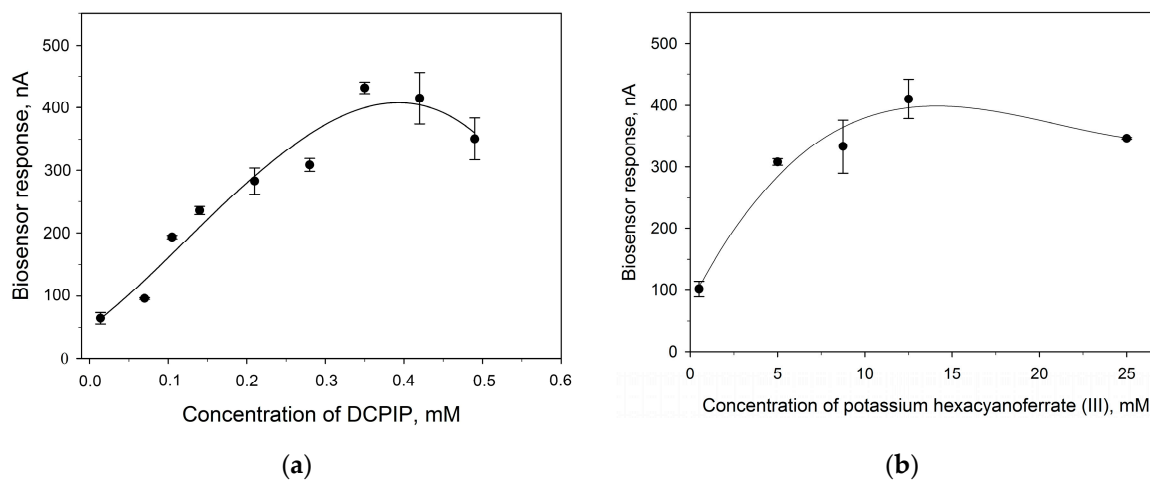 500
400
300
200
100
0
Biosensor response, nA
0.0 0.1 0.2 0.3 0.4 0.5 0.6
Concentration of DCPIP, mM
(a)
500
400
300
200
100
0
Biosensor response, nA
0 5 10 15 20 25
Concentration of potassium hexacyanoferrate (III), mM
(b)